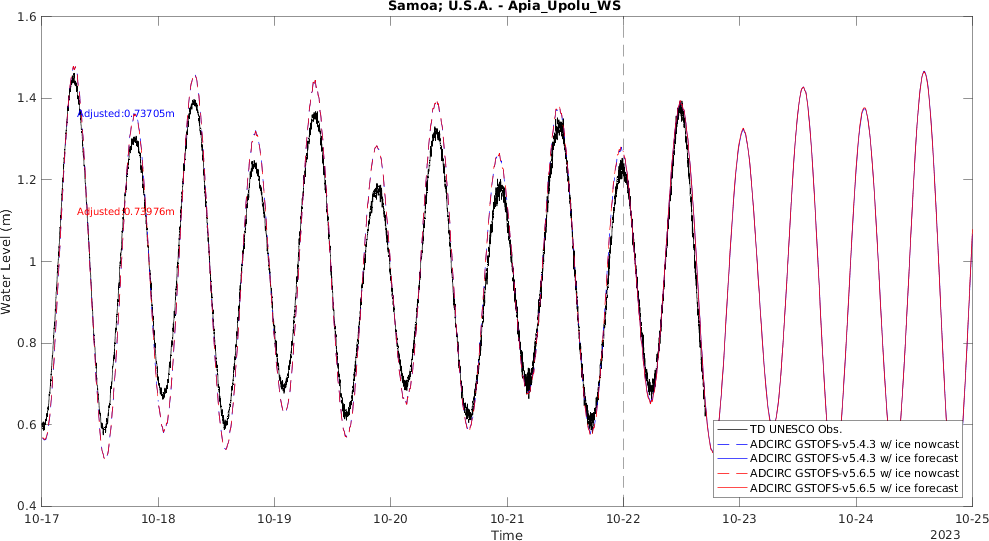 Samoa; U.S.A. - Apia_Upolu_WS
1.6
1.4
1.2
1
0.8
0.6
0.4
Water Level (m)
Adjusted:0.73705m
Adjusted:0.73976m
TD UNESCO Obs.
ADCIRC GSTOFS-v5.4.3 w/ ice nowcast
ADCIRC GSTOFS-v5.4.3 w/ ice forecast
ADCIRC GSTOFS-v5.6.5 w/ ice nowcast
ADCIRC GSTOFS-v5.6.5 w/ ice forecast
10-17 10-18 10-19 10-20 10-21 10-22 10-23 10-24 10-25
Time
2023